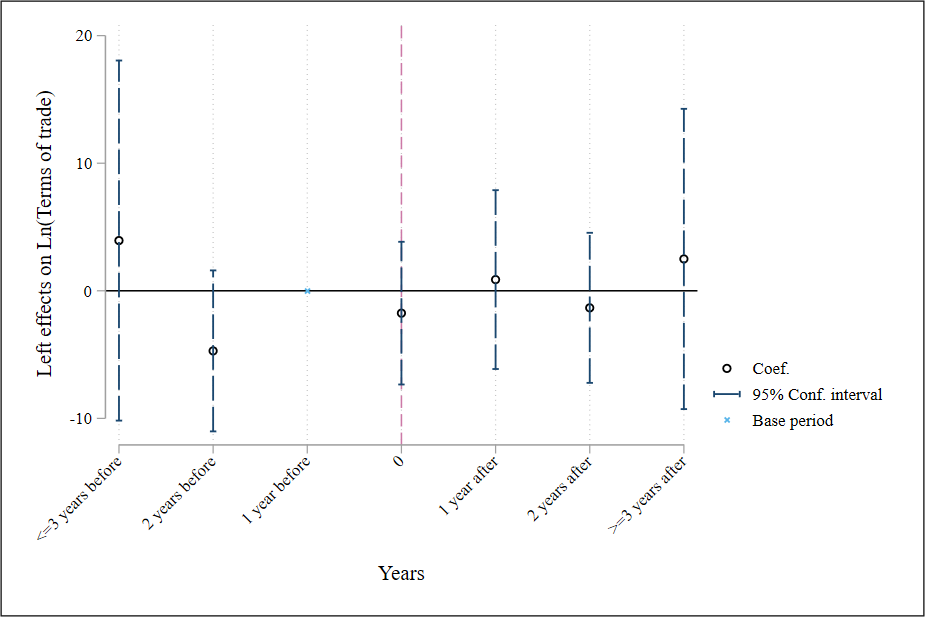 20
10
0
-10
Left effects on Ln(Terms of trade)
<=3 years before
2 years before
1 year before
0
1 year after
2 years after
>=3 years after
Years
Coef.
95% Conf. interval
Base period